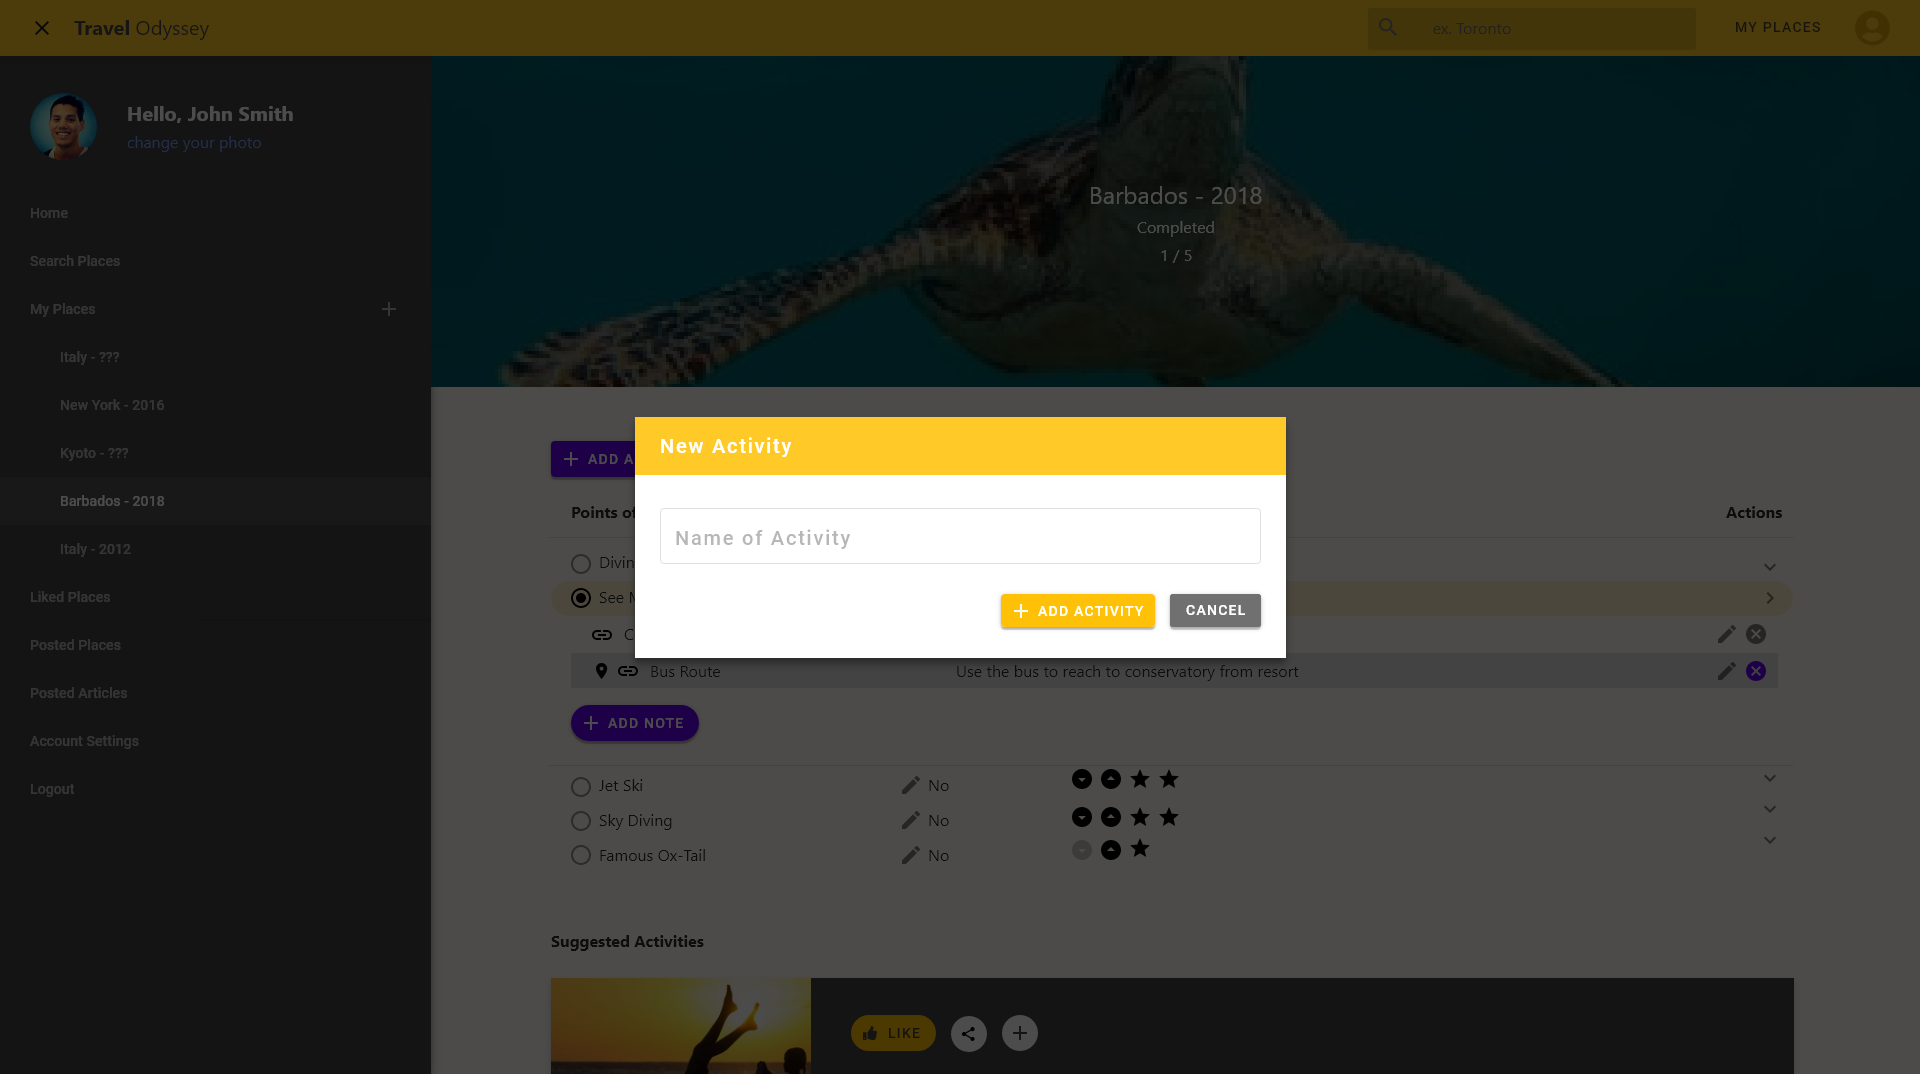 Travel Odyssey
ex. Toronto
MY PLACES
Hello, John Smith
change your photo
Home
Search Places
My Places
Italy - ???
New York - 2016
Kyoto - ???
Barbados - 2018
Italy - 2012
Liked Places
Posted Places
Posted Articles
Account Settings
Logout
Barbados - 2018
Completed
1 / 5
ADD A
New Activity
Name of Activity
ADD ACTIVITY
CANCEL
Points of
Actions
Divin
See
Bus Route
Use the bus to reach to conservatory from resort
ADD NOTE
Jet Ski
No
Sky Diving
No
Famous Ox-Tail
No
Suggested Activities
LIKE